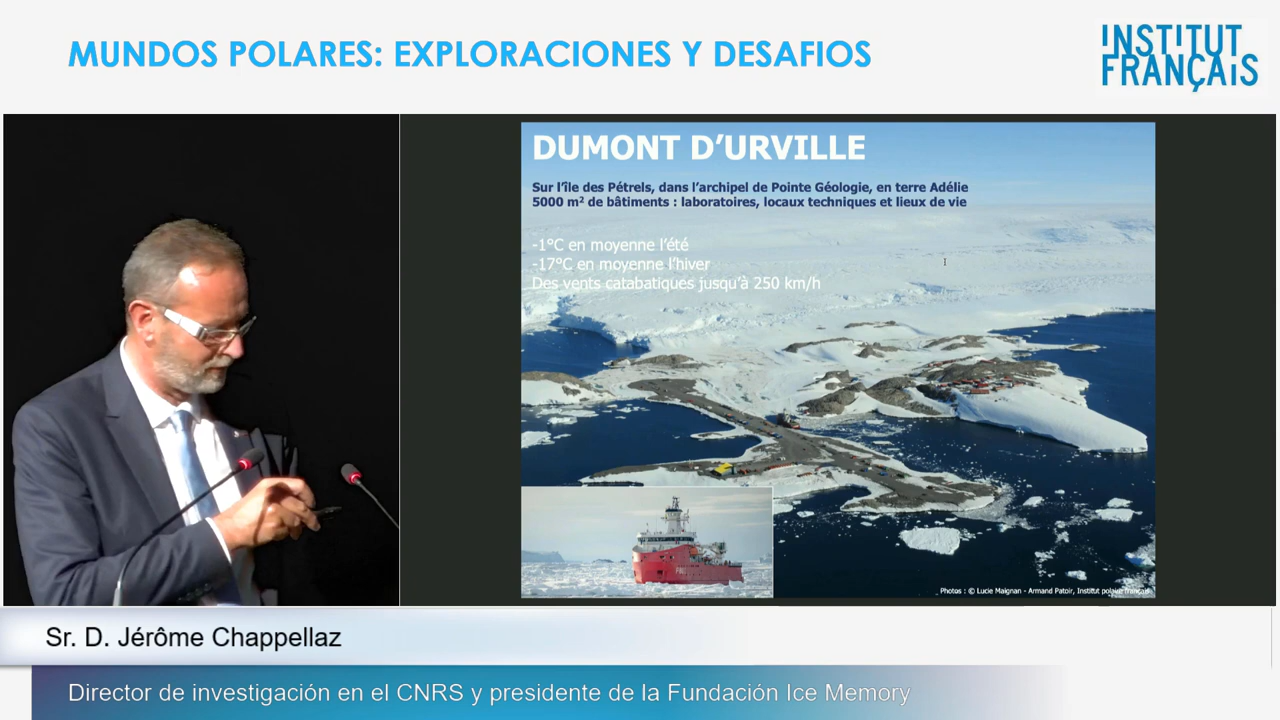 MUNDOS POLARES: EXPLORACIONES Y DESAFIOS
INSTITUT
FRANÇAIS
DUMONT D'URVILLE
Sur l'île des Pétrels, dans l'archipel de Pointe Géologie, en terre Adélie
5000 m² de bâtiments : laboratoires, locaux techniques et lieux de vie
-1°C en moyenne l'été
-17°C en moyenne l'hiver
Des vents catabatiques jusqu'à 250 km/h
Photos : © Lucie Maignan - Armand Patoir, Institut polaire français
Sr. D. Jérôme Chappellaz
Director de investigación en el CNRS y presidente de la Fundación Ice Memory